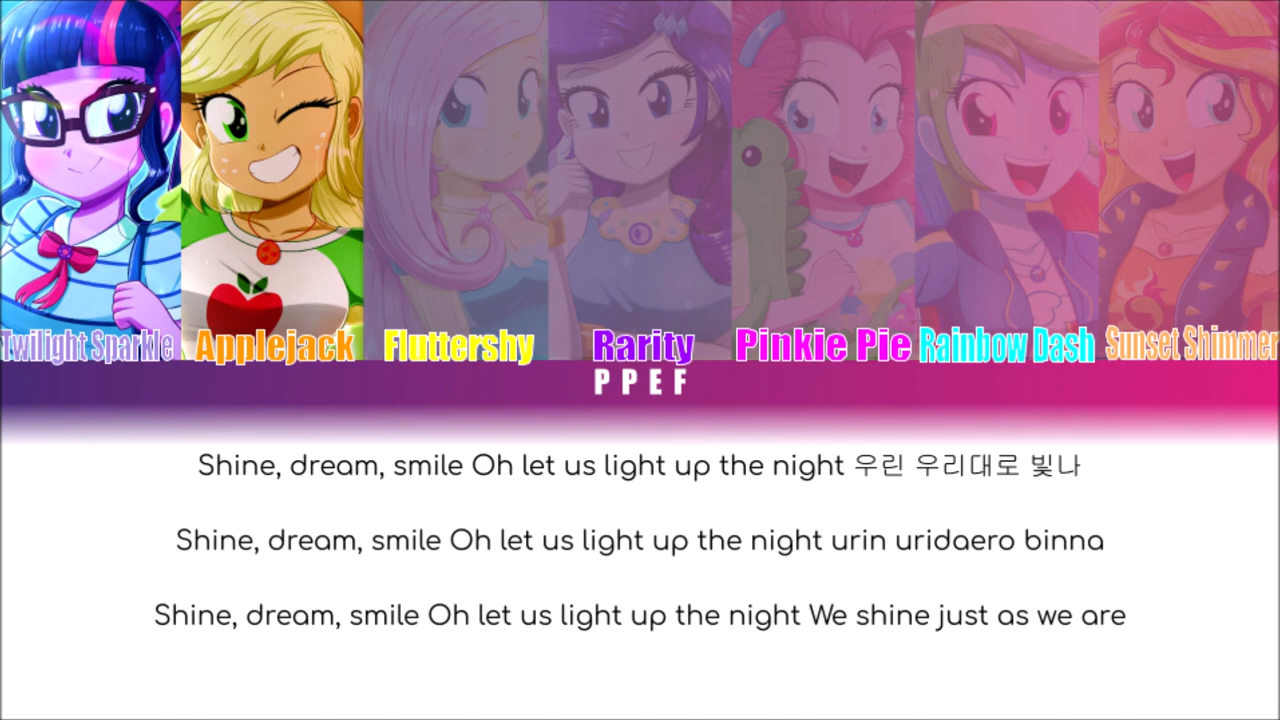 Twilight Sparkle Applejack Fluttershy Rarity Pinkie Pie Rainbow Dash Sunset Shimmer
PPEF
Shine, dream, smile Oh let us light up the night 우린 우리대로 빛나
Shine, dream, smile Oh let us light up the night urin uridaero binna
Shine, dream, smile Oh let us light up the night We shine just as we are